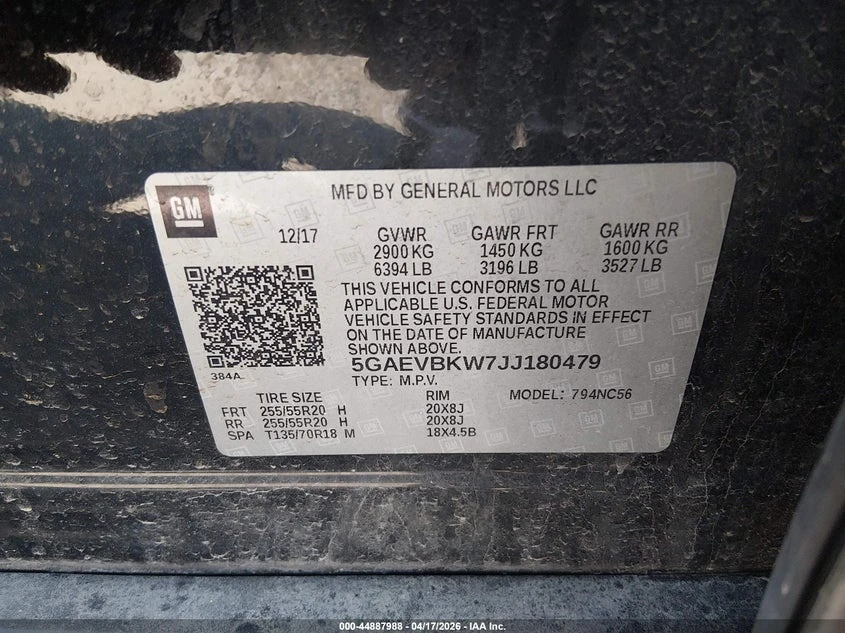 GM
MFD BY GENERAL MOTORS LLC
12/17
GVWR GAWR FRT GAWR RR
2900 KG 1450 KG 1600 KG
6394 LB 3196 LB 3527 LB
THIS VEHICLE CONFORMS TO ALL
APPLICABLE U.S. FEDERAL MOTOR
VEHICLE SAFETY STANDARDS IN EFFECT
ON THE DATE OF MANUFACTURE
SHOWN ABOVE.
384A
5GAEVBKW7JJ180479
TYPE: M.P.V.
TIRE SIZE RIM MODEL: 794NC56
FRT 255/55R20 H 20X8J
RR 255/55R20 H 20X8J
SPA T135/70R18 M 18X4.5B
000-44887988 - 04/17/2026 - IAA Inc.